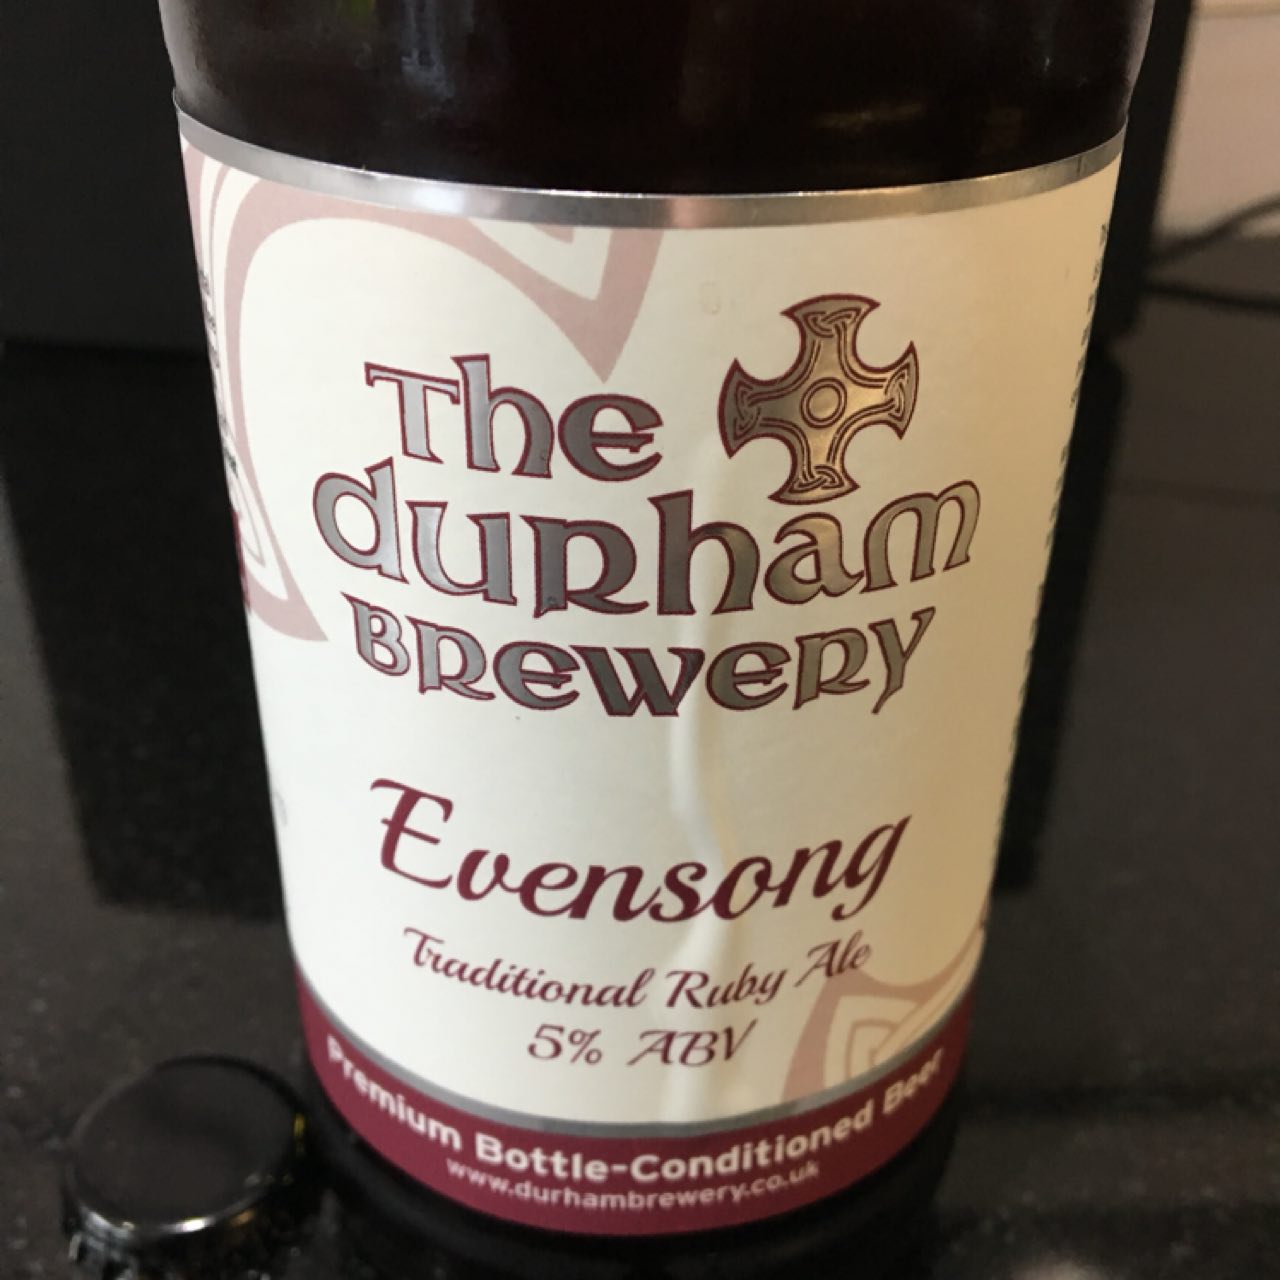 The
durham
Brewery
Evensong
Traditional Ruby Ale
5% ABV
Premium Bottle-Conditioned Beer
www.durhambrewery.co.uk